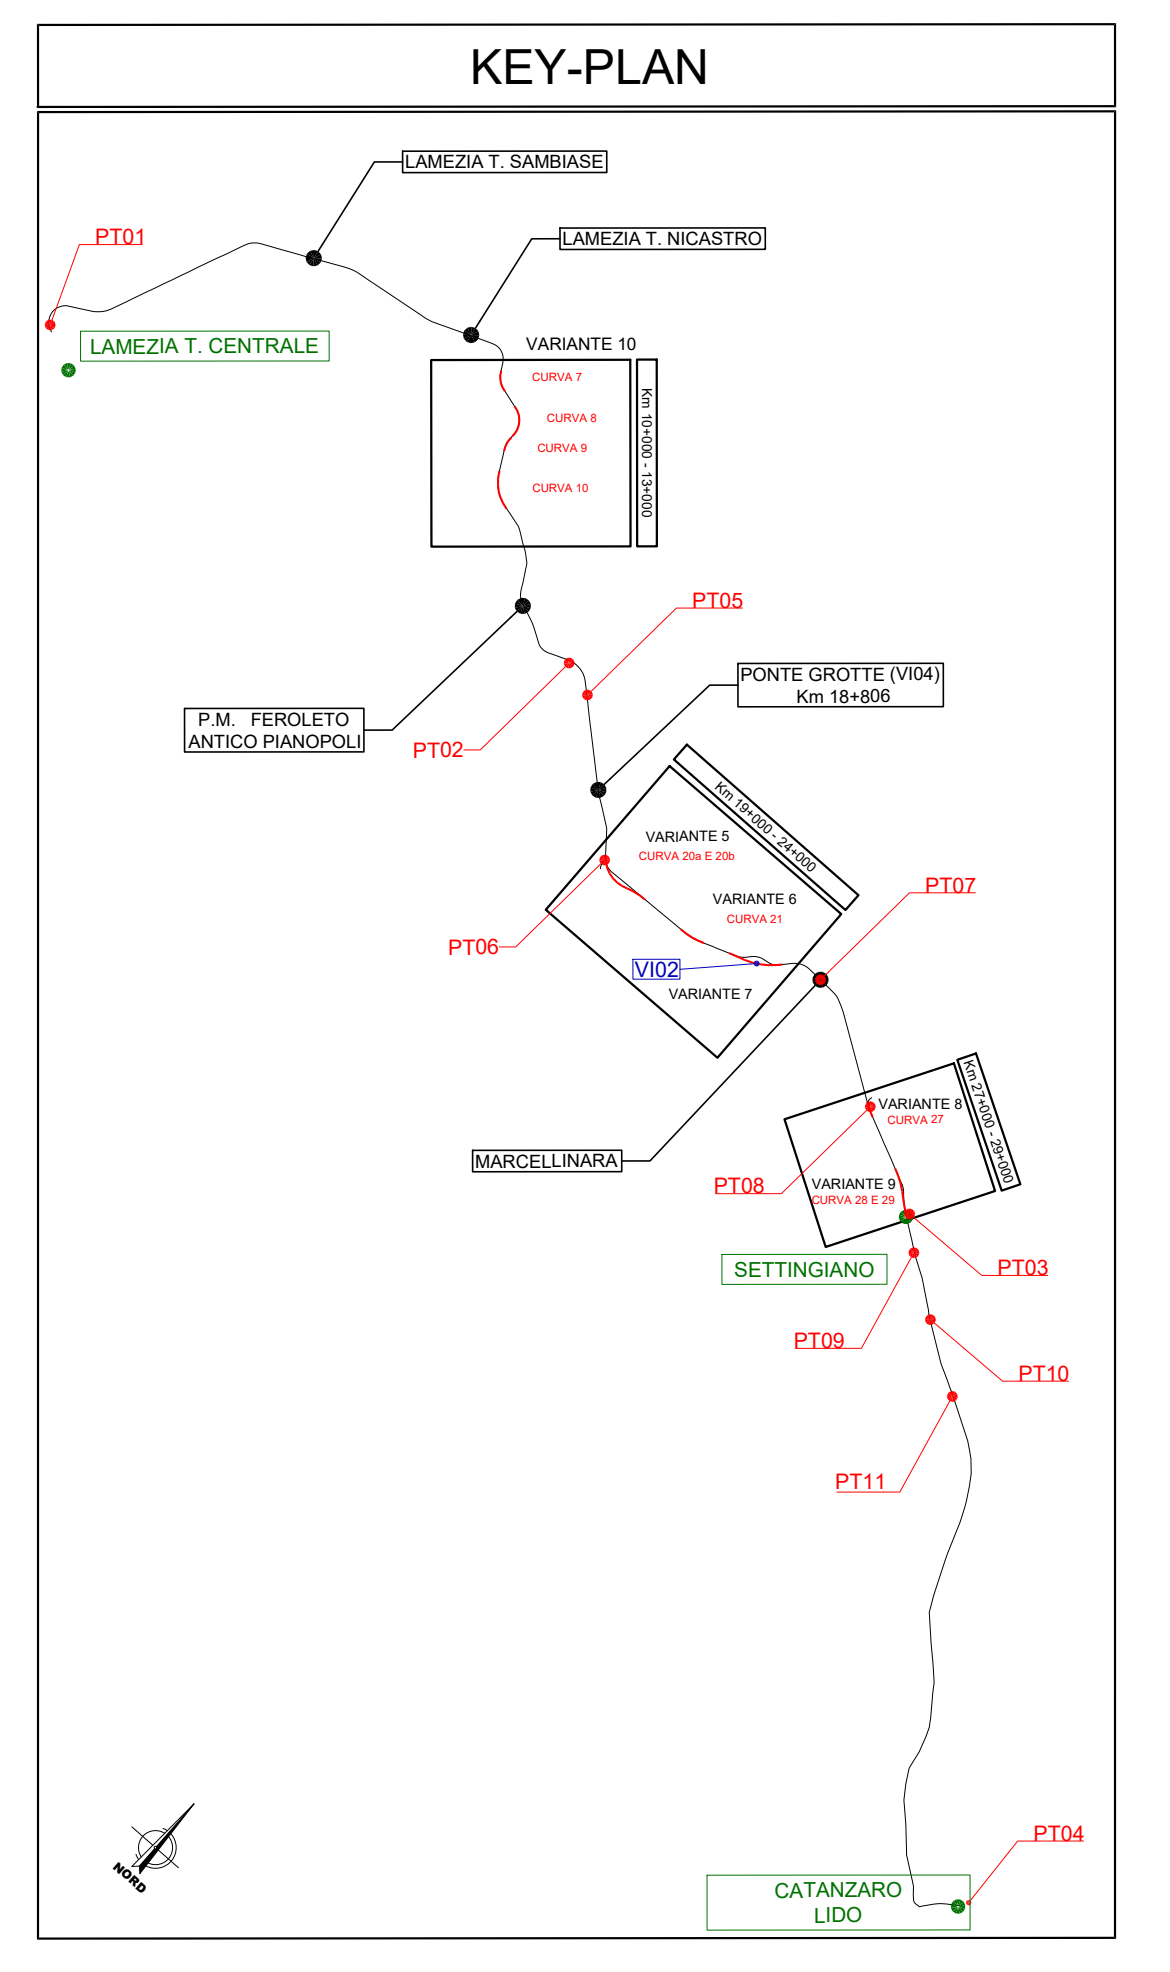 KEY-PLAN
LAMEZIA T. SAMBIASE
PT01
LAMEZIA T. NICASTRO
LAMEZIA T. CENTRALE
VARIANTE 10
CURVA 7
CURVA 8
CURVA 9
CURVA 10
Km 10+000 - 13+000
PT05
PONTE GROTTE (VI04)
Km 18+806
P.M. FEROLETO
ANTICO PIANOPOLI
PT02
Km 19+000 - 24+000
VARIANTE 5
CURVA 20a E 20b
VARIANTE 6
CURVA 21
PT07
PT06
VI02
VARIANTE 7
Km 27+000 - 29+000
VARIANTE 8
CURVA 27
MARCELLINARA
PT08
VARIANTE 9
CURVA 28 E 29
SETTINGIANO
PT03
PT09
PT10
PT11
NORD
PT04
CATANZARO
LIDO